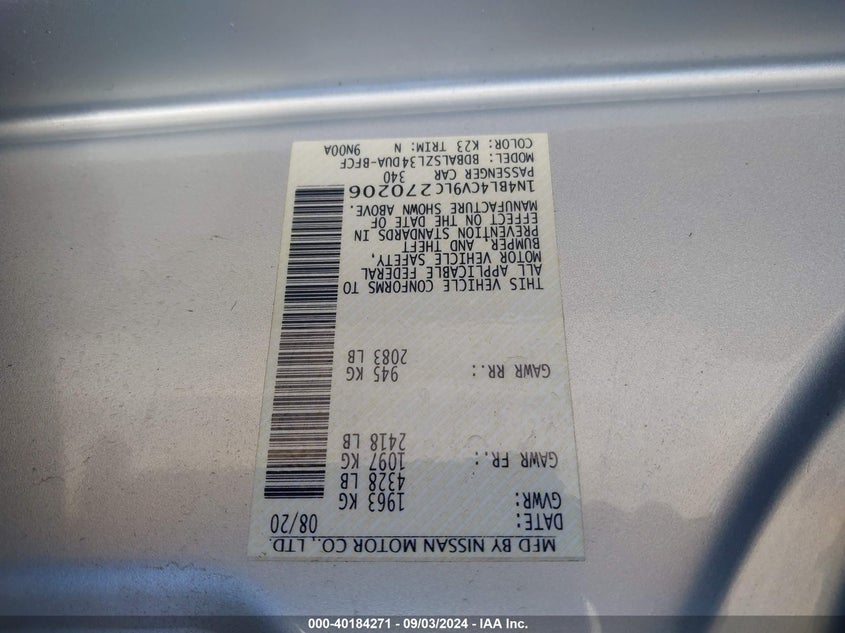 MFD BY NISSAN MOTOR CO., LTD.
DATE: 08/20
GVWR: 1963 KG
4328 LB
GAWR FR.: 1097 KG
2418 LB
GAWR RR.: 945 KG
2083 LB
THIS VEHICLE CONFORMS TO
ALL APPLICABLE FEDERAL
MOTOR VEHICLE SAFETY,
BUMPER, AND THEFT
PREVENTION STANDARDS IN
EFFECT ON THE DATE OF
MANUFACTURE SHOWN ABOVE.
1N4BL4CV9LC270206
PASSENGER CAR 340
MODEL: BDBALSZL34DUA-BFCF
COLOR: K23 TRIM: N 9N00A
000-40184271 - 09/03/2024 - IAA Inc.